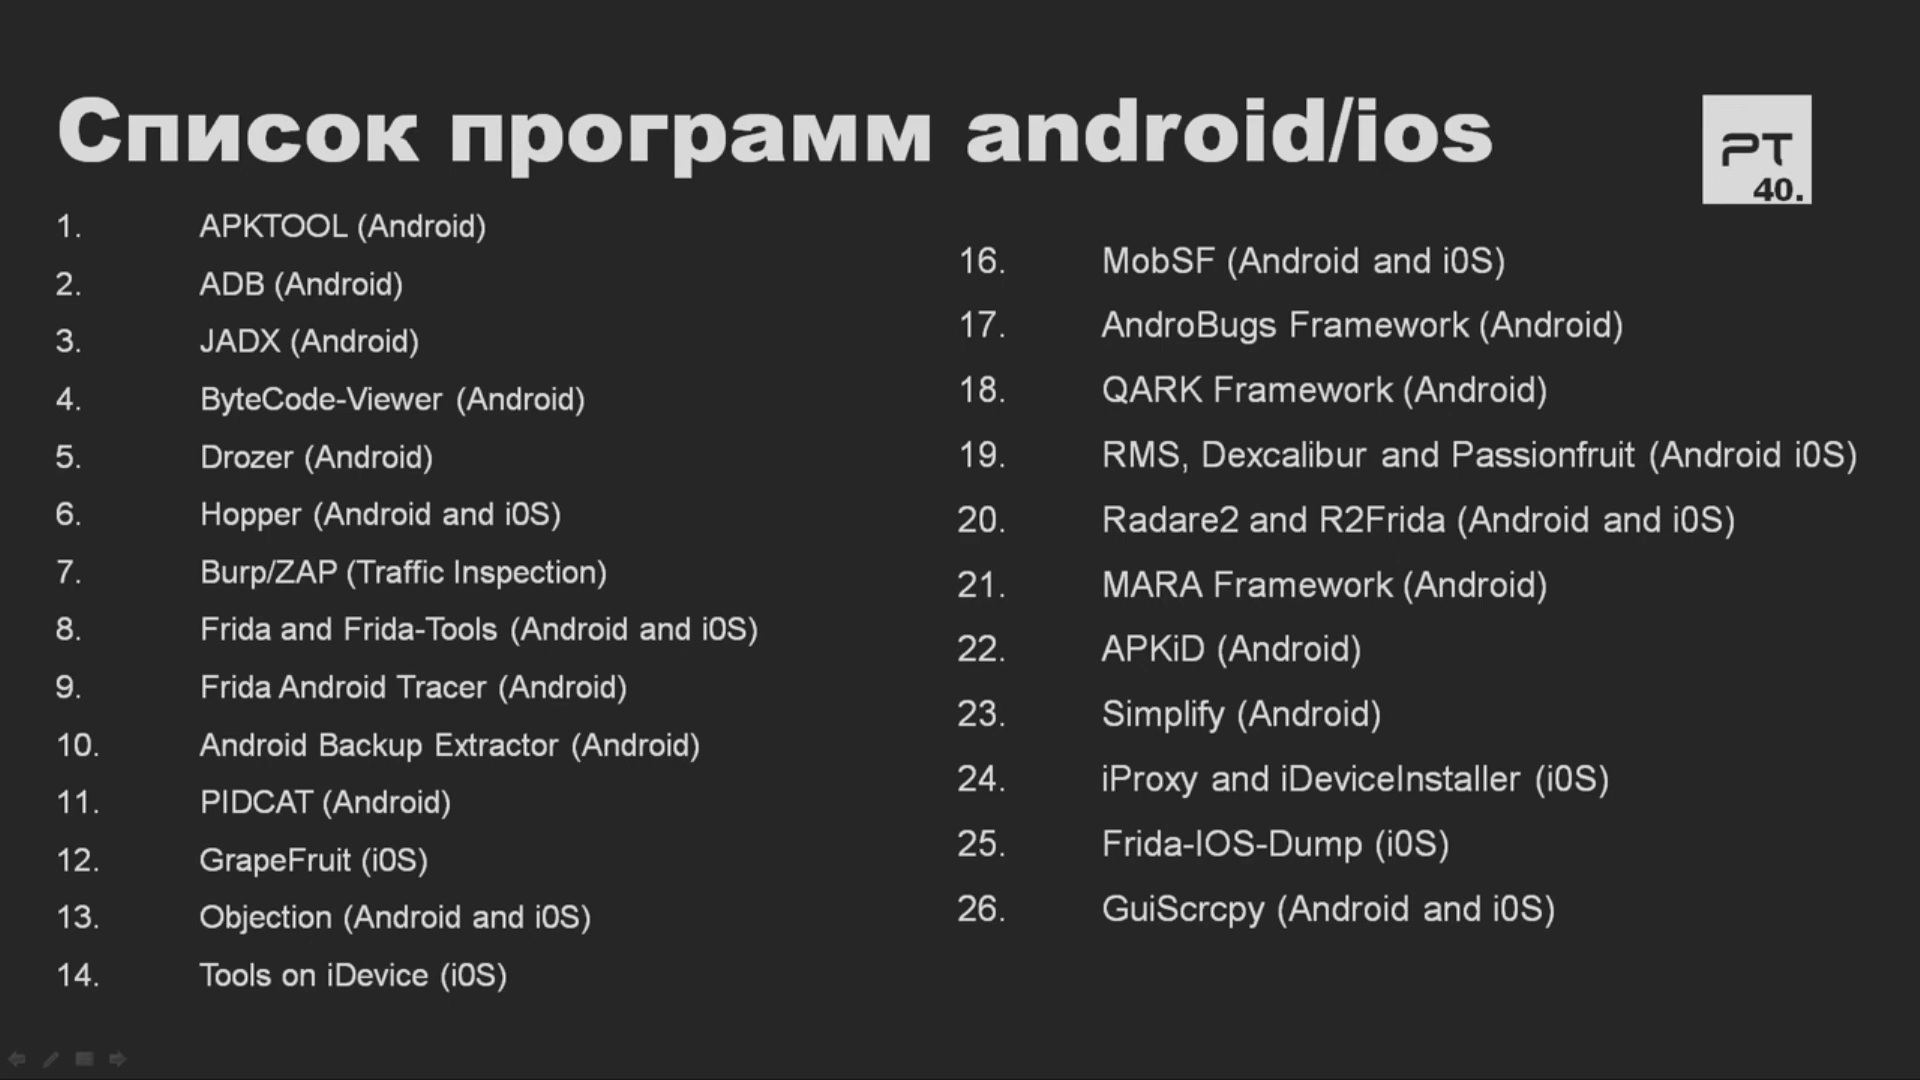 Список программ android/ios
PT
40.
1. APKTOOL (Android)
2. ADB (Android)
3. JADX (Android)
4. ByteCode-Viewer (Android)
5. Drozer (Android)
6. Hopper (Android and i0S)
7. Burp/ZAP (Traffic Inspection)
8. Frida and Frida-Tools (Android and i0S)
9. Frida Android Tracer (Android)
10. Android Backup Extractor (Android)
11. PIDCAT (Android)
12. GrapeFruit (i0S)
13. Objection (Android and i0S)
14. Tools on iDevice (i0S)
16. MobSF (Android and i0S)
17. AndroBugs Framework (Android)
18. QARK Framework (Android)
19. RMS, Dexcalibur and Passionfruit (Android i0S)
20. Radare2 and R2Frida (Android and i0S)
21. MARA Framework (Android)
22. APKiD (Android)
23. Simplify (Android)
24. iProxy and iDeviceInstaller (i0S)
25. Frida-IOS-Dump (i0S)
26. GuiScrcpy (Android and i0S)